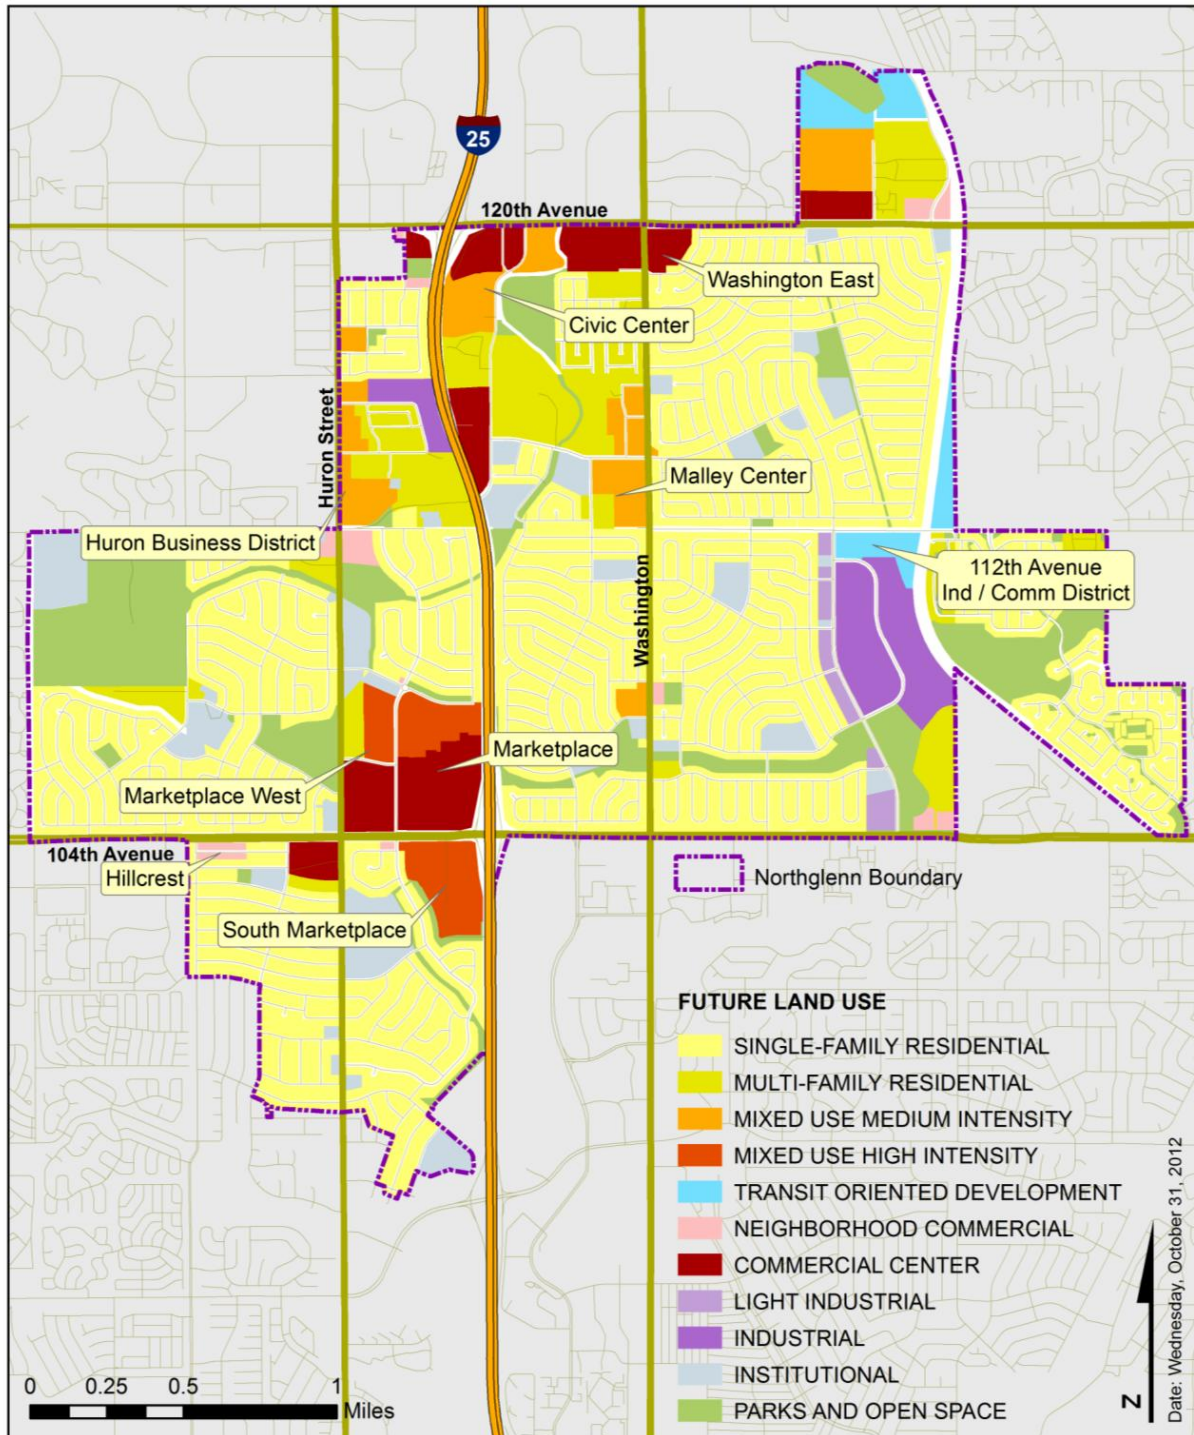 25
120th Avenue
Washington East
Civic Center
Huron Street
Malley Center
Huron Business District
112th Avenue
Ind / Comm District
Washington
Marketplace
Marketplace West
104th Avenue
Hillcrest
Northglenn Boundary
South Marketplace
FUTURE LAND USE
SINGLE-FAMILY RESIDENTIAL
MULTI-FAMILY RESIDENTIAL
MIXED USE MEDIUM INTENSITY
MIXED USE HIGH INTENSITY
TRANSIT ORIENTED DEVELOPMENT
NEIGHBORHOOD COMMERCIAL
COMMERCIAL CENTER
LIGHT INDUSTRIAL
INDUSTRIAL
INSTITUTIONAL
PARKS AND OPEN SPACE
0 0.25 0.5 1
Miles
N
Date: Wednesday, October 31, 2012